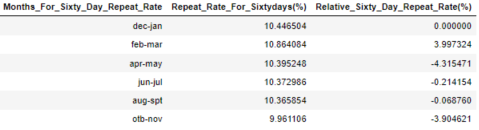 Months_For_Sixty_Day_Repeat_Rate Repeat_Rate_For_Sixtydays(%) Relative_Sixty_Day_Repeat_Rate(%)
dec-jan 10.446504 0.000000
feb-mar 10.864084 3.997324
apr-may 10.395248 -4.315471
jun-jul 10.372986 -0.214154
aug-spt 10.365854 -0.068760
otb-nov 9.961106 -3.904621